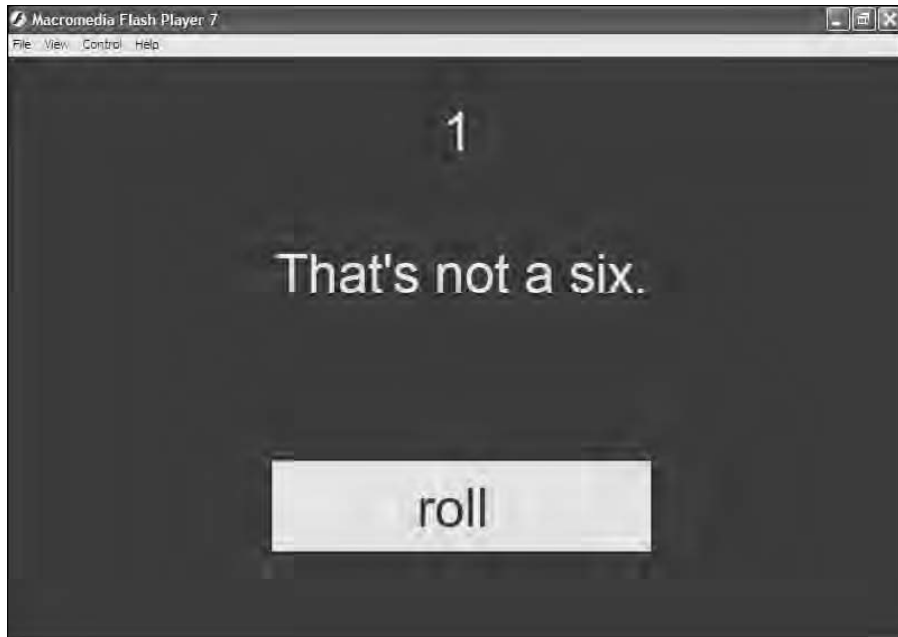 Macromedia Flash Player 7
File View Control Help
1
That's not a six.
roll